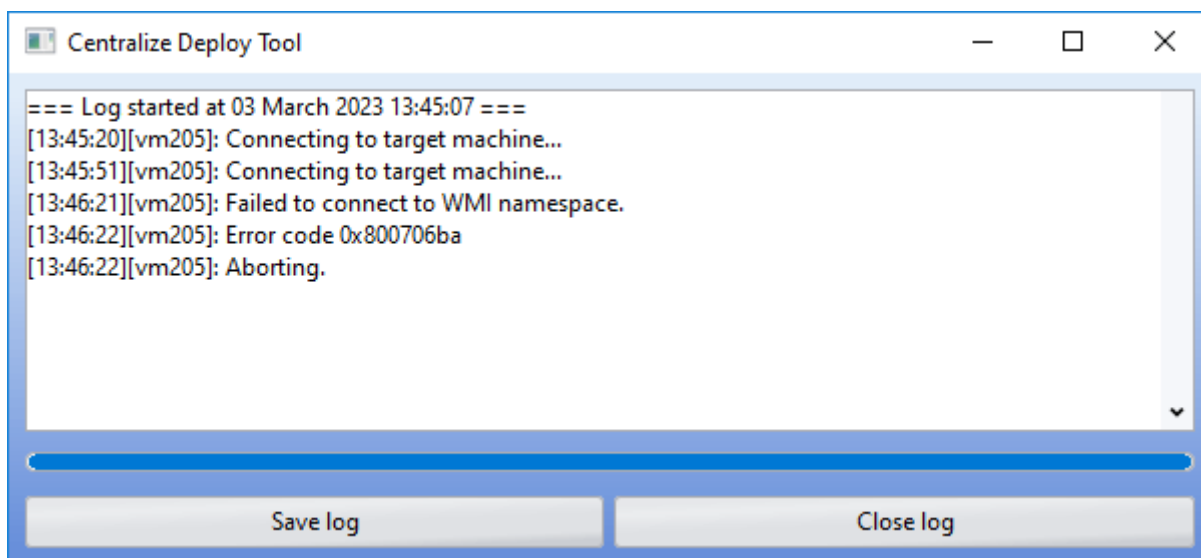 Centralize Deploy Tool
=== Log started at 03 March 2023 13:45:07 ===
[13:45:20][vm205]: Connecting to target machine...
[13:45:51][vm205]: Connecting to target machine...
[13:46:21][vm205]: Failed to connect to WMI namespace.
[13:46:22][vm205]: Error code 0x800706ba
[13:46:22][vm205]: Aborting.
Save log
Close log